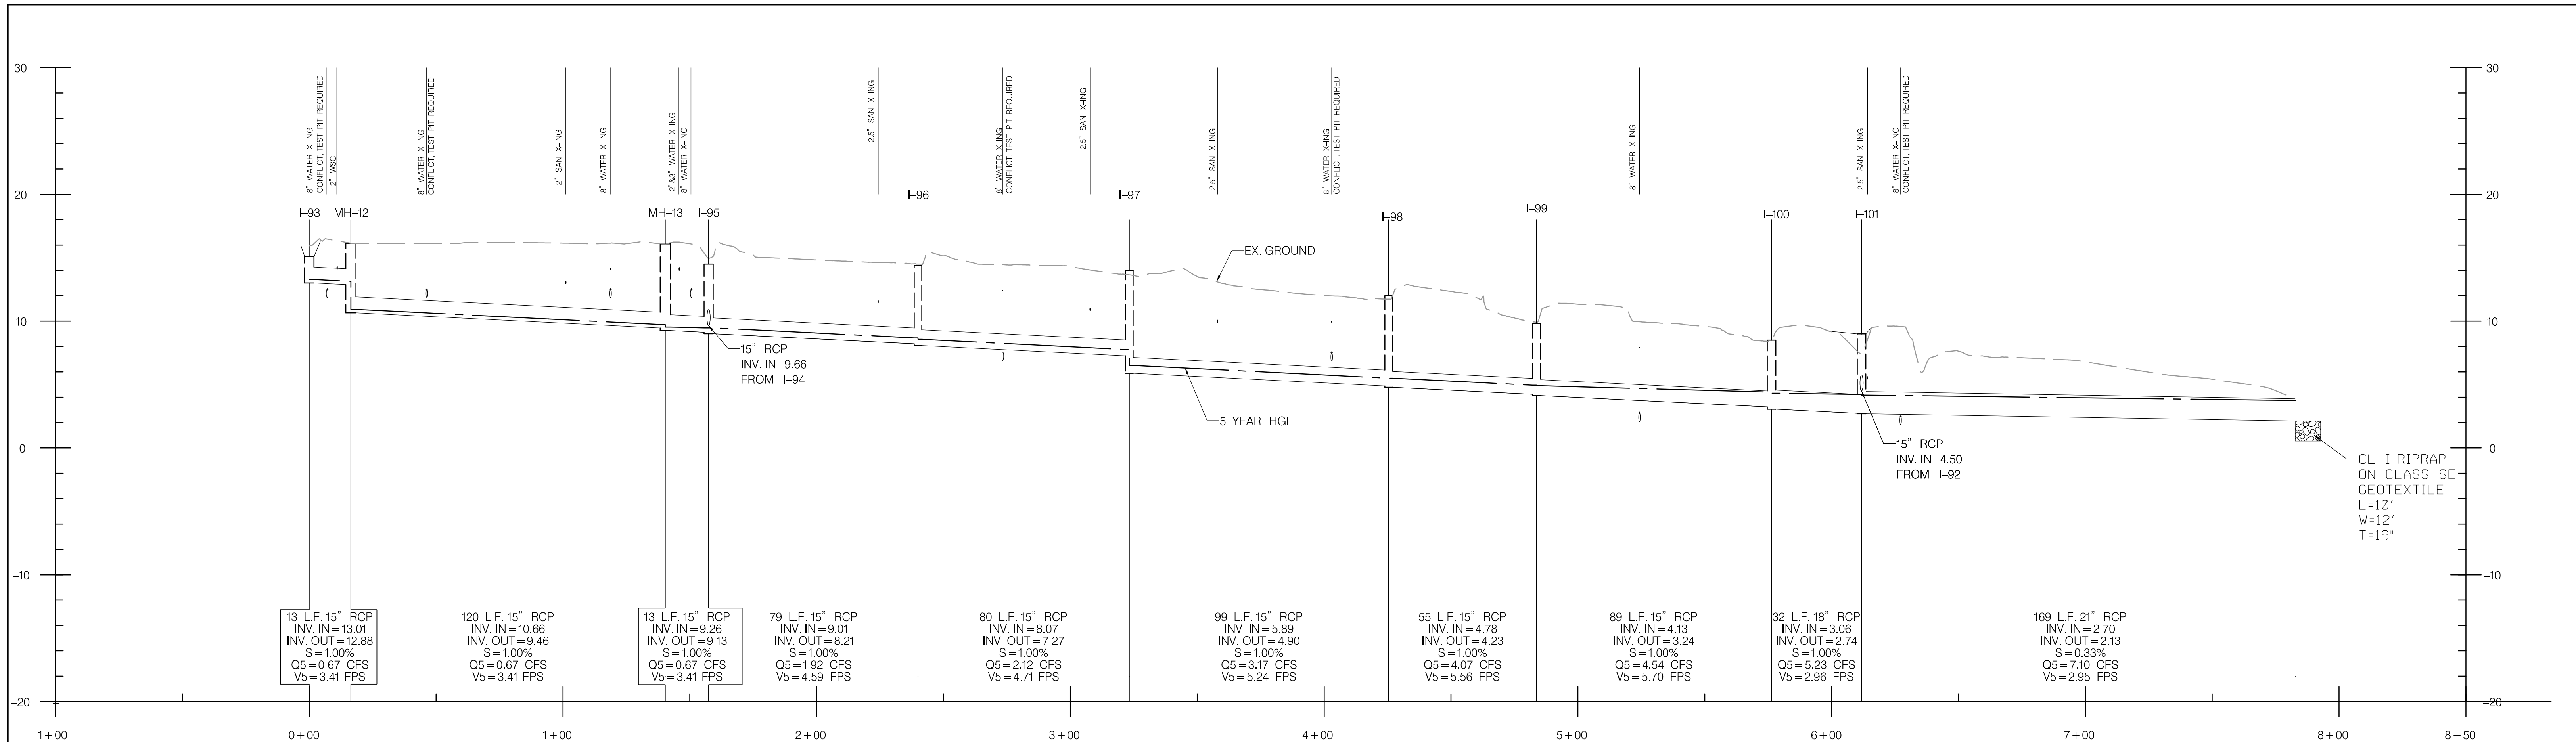 30
20
10
0
-10
-20
8" WATER X-ING
CONFLICT, TEST PIT REQUIRED
2" WSC
8" WATER X-ING
CONFLICT, TEST PIT REQUIRED
2" SAN X-ING
8" WATER X-ING
2"&3" WATER X-ING
8" WATER X-ING
2.5" SAN X-ING
8" WATER X-ING
CONFLICT, TEST PIT REQUIRED
2.5" SAN X-ING
2.5" SAN X-ING
8" WATER X-ING
CONFLICT, TEST PIT REQUIRED
8" WATER X-ING
2.5" SAN X-ING
8" WATER X-ING
CONFLICT, TEST PIT REQUIRED
30
20
10
0
-10
-20
I-93
MH-12
MH-13
I-95
I-96
I-97
I-98
I-99
I-100
I-101
EX. GROUND
15" RCP
INV. IN 9.66
FROM I-94
5 YEAR HGL
15" RCP
INV. IN 4.50
FROM I-92
CL I RIPRAP
ON CLASS SE
GEOTEXTILE
L=10'
W=12'
T=19"
13 L.F. 15" RCP
INV. IN=13.01
INV. OUT=12.88
S=1.00%
Q5=0.67 CFS
V5=3.41 FPS
120 L.F. 15" RCP
INV. IN=10.66
INV. OUT=9.46
S=1.00%
Q5=0.67 CFS
V5=3.41 FPS
13 L.F. 15" RCP
INV. IN=9.26
INV. OUT=9.13
S=1.00%
Q5=0.67 CFS
V5=3.41 FPS
79 L.F. 15" RCP
INV. IN=9.01
INV. OUT=8.21
S=1.00%
Q5=1.92 CFS
V5=4.59 FPS
80 L.F. 15" RCP
INV. IN=8.07
INV. OUT=7.27
S=1.00%
Q5=2.12 CFS
V5=4.71 FPS
99 L.F. 15" RCP
INV. IN=5.89
INV. OUT=4.90
S=1.00%
Q5=3.17 CFS
V5=5.24 FPS
55 L.F. 15" RCP
INV. IN=4.78
INV. OUT=4.23
S=1.00%
Q5=4.07 CFS
V5=5.56 FPS
89 L.F. 15" RCP
INV. IN=4.13
INV. OUT=3.24
S=1.00%
Q5=4.54 CFS
V5=5.70 FPS
32 L.F. 18" RCP
INV. IN=3.06
INV. OUT=2.74
S=1.00%
Q5=5.23 CFS
V5=2.96 FPS
169 L.F. 21" RCP
INV. IN=2.70
INV. OUT=2.13
S=0.33%
Q5=7.10 CFS
V5=2.95 FPS
-1+00
0+00
1+00
2+00
3+00
4+00
5+00
6+00
7+00
8+00
8+50